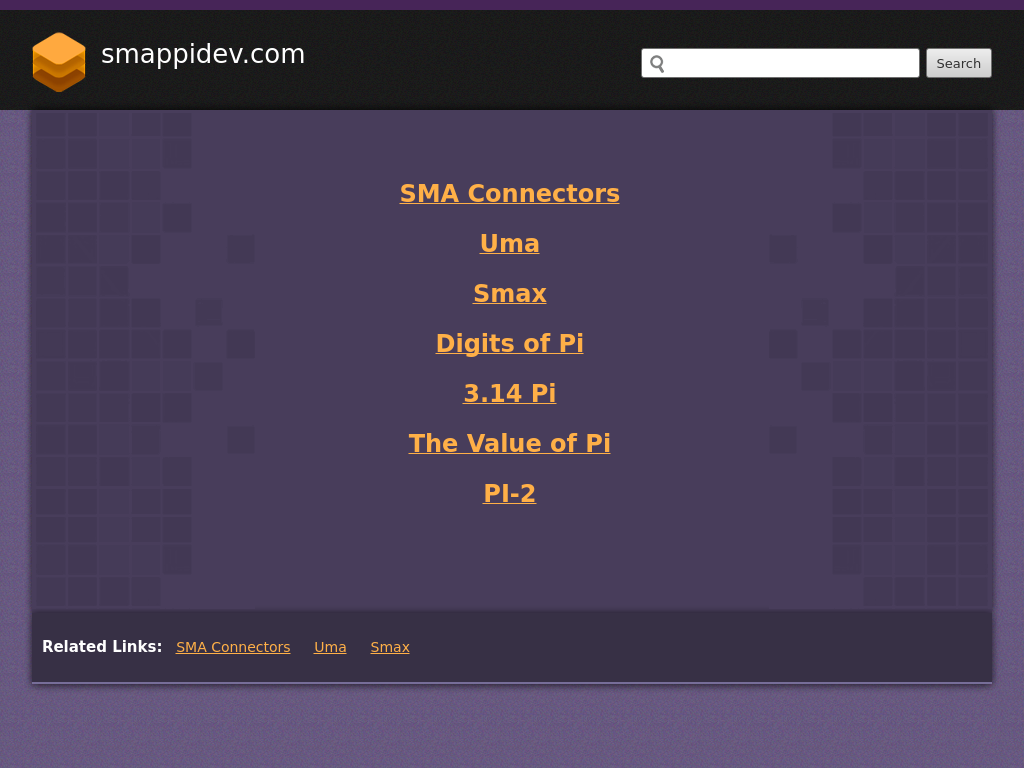 smappidev.com
Search
SMA Connectors
Uma
Smax
Digits of Pi
3.14 Pi
The Value of Pi
PI-2
Related Links: SMA Connectors Uma Smax